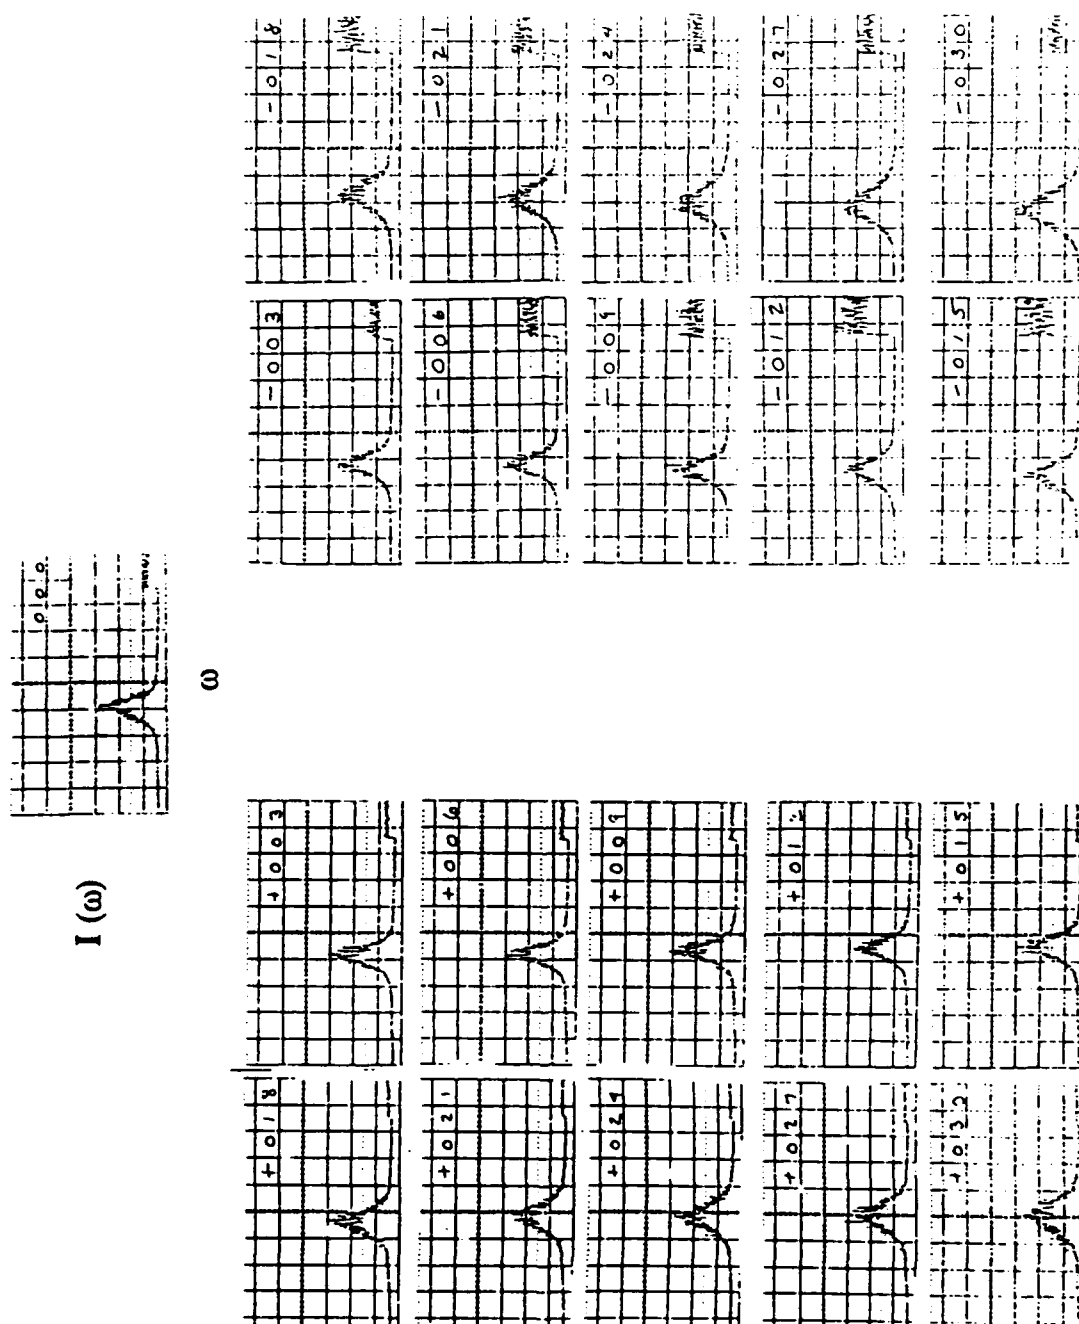 0 0 0
I (ω)
ω
+ 0 0 3
+ 0 0 6
+ 0 0 9
+ 0 1 2
+ 0 1 5
+ 0 1 8
+ 0 2 1
+ 0 2 4
+ 0 2 7
+ 0 3 0
- 0 0 3
- 0 0 6
- 0 0 9
- 0 1 2
- 0 1 5
- 0 1 8
- 0 2 1
- 0 2 4
- 0 2 7
- 0 3 0